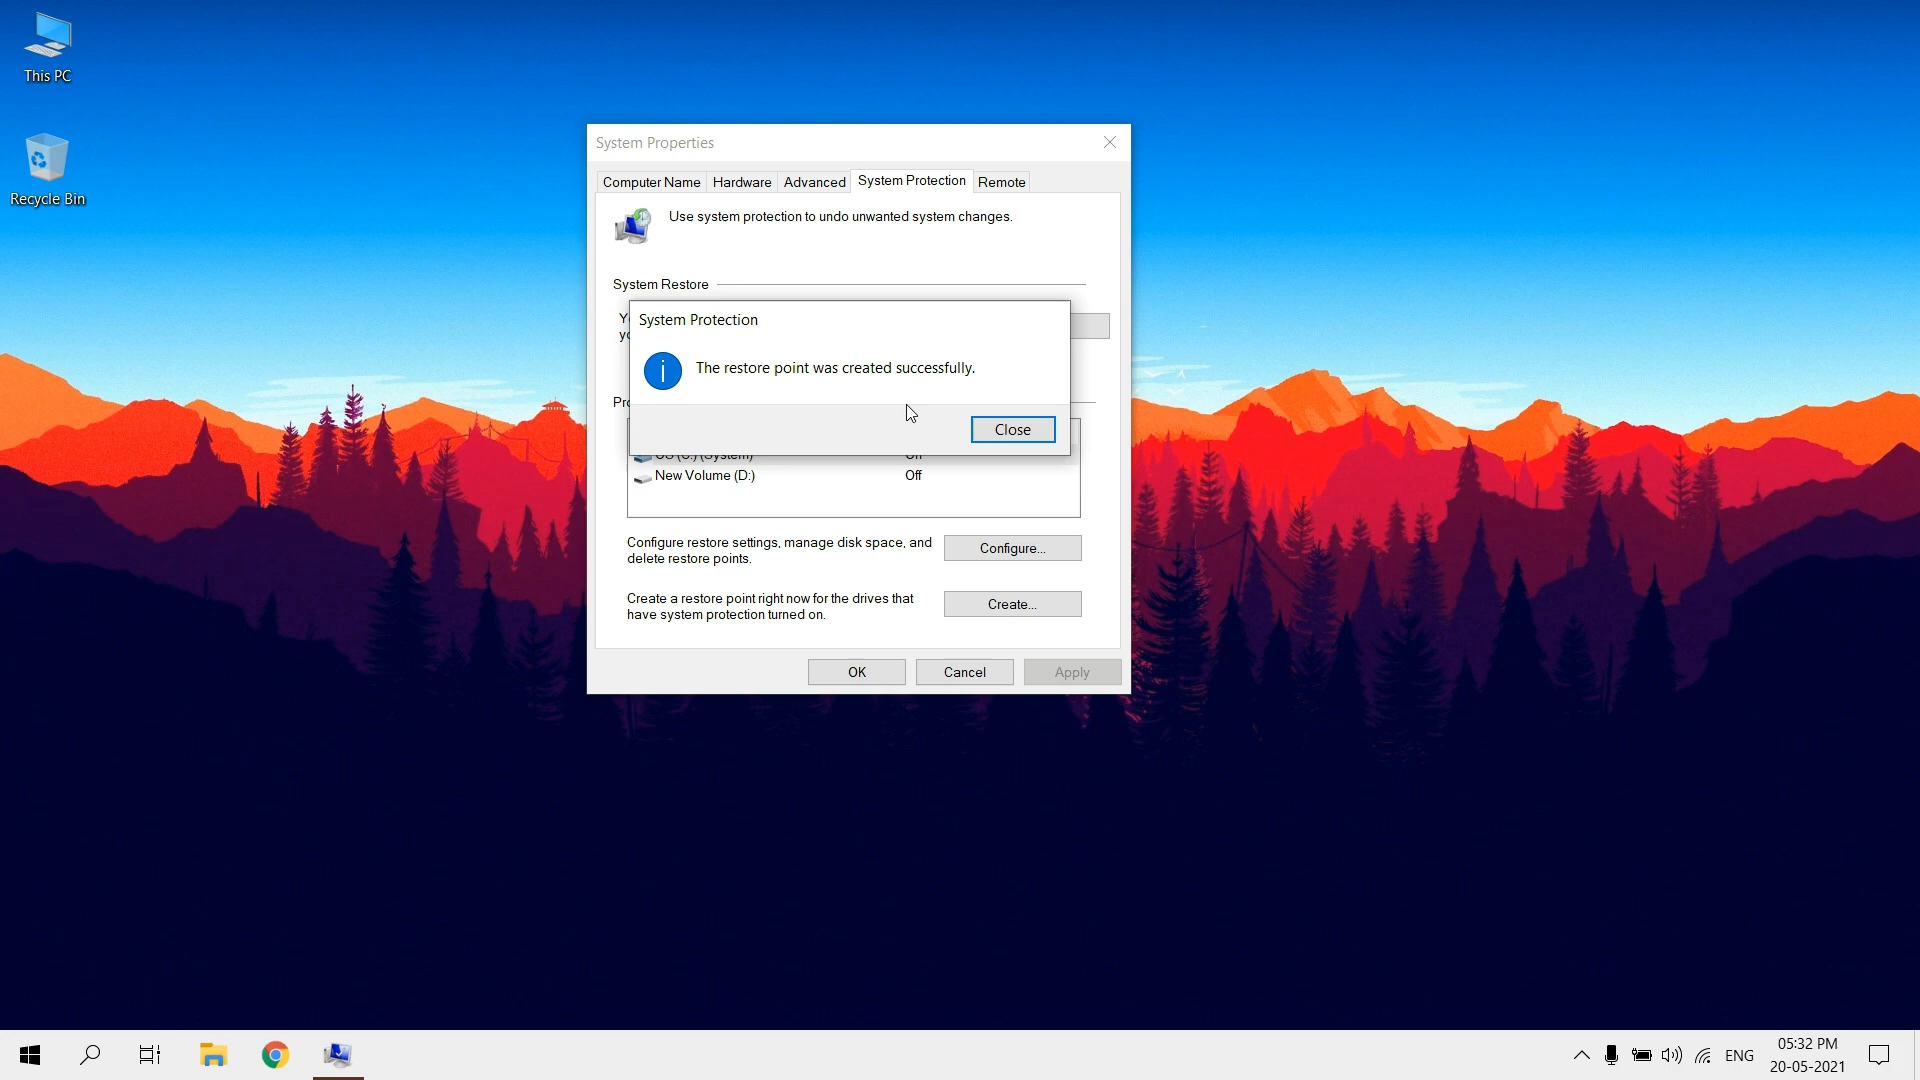 This PC
Recycle Bin
System Properties
Computer Name
Hardware
Advanced
System Protection
Remote
Use system protection to undo unwanted system changes.
System Restore
System Protection
The restore point was created successfully.
Close
New Volume (D:)
Off
Configure restore settings, manage disk space, and
delete restore points.
Configure...
Create a restore point right now for the drives that
have system protection turned on.
Create...
OK
Cancel
Apply
ENG
05:32 PM
20-05-2021